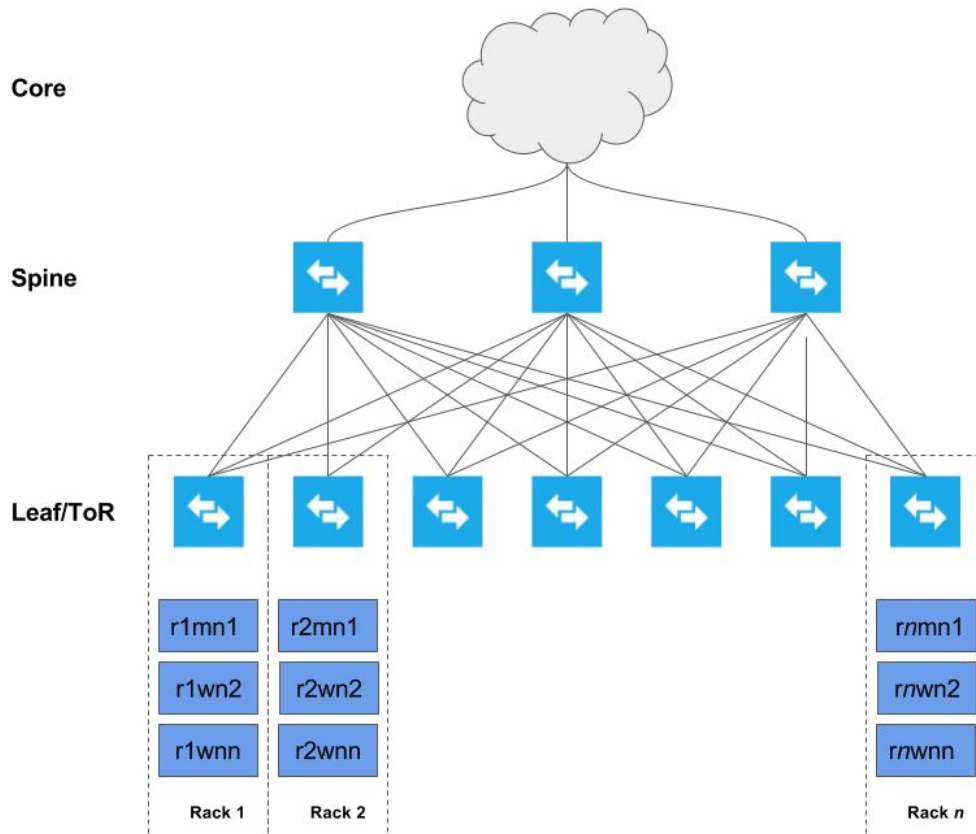 Core
Spine
Leaf/ToR
r1mn1
r2mn1
rnmn1
r1wn2
r2wn2
rnwn2
r1wnn
r2wnn
rnwnn
Rack 1
Rack 2
Rack n